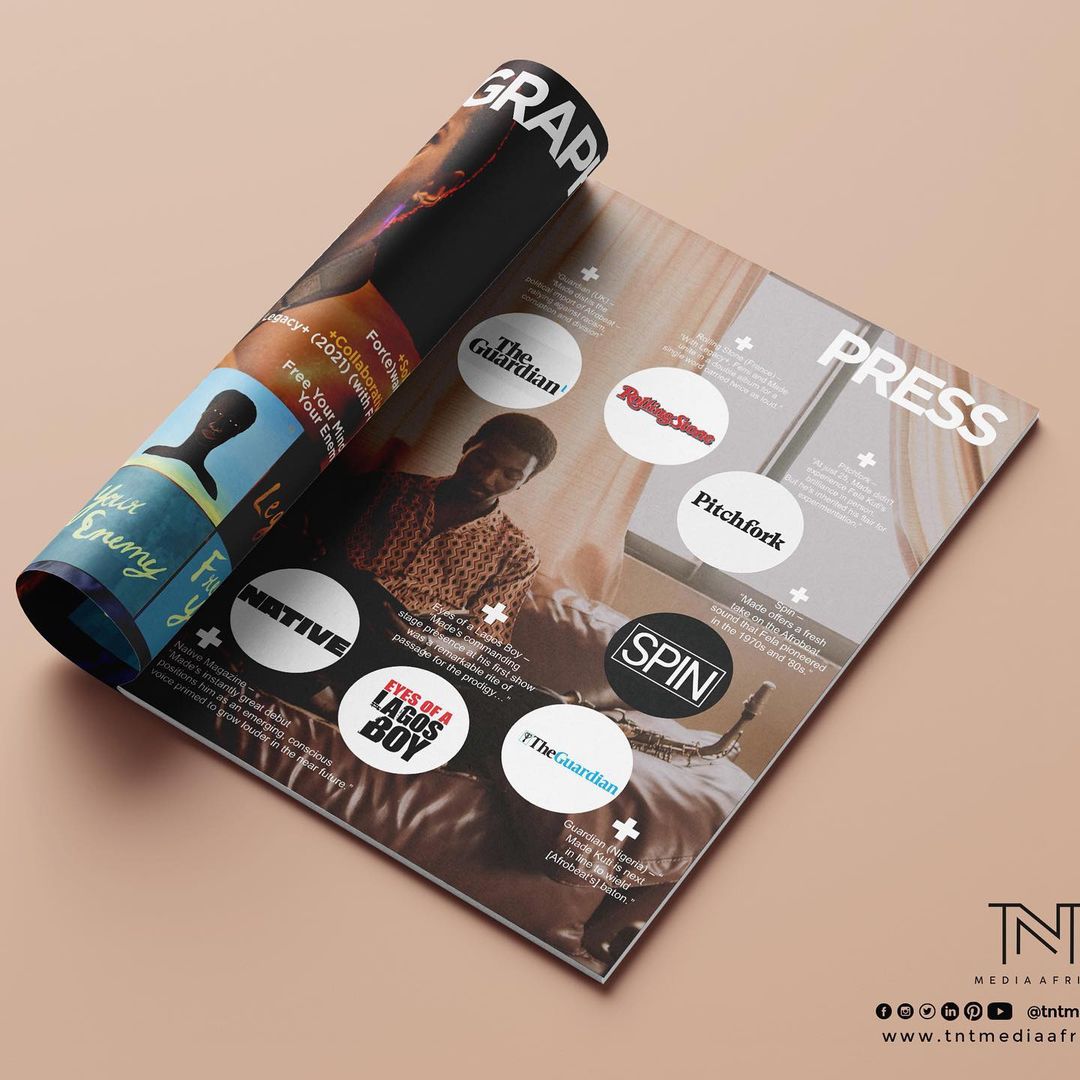 GRAPH
+So
+Collaborati
For(e)wa
Legacy+ (2021) (with F
Free Your Mind
Your Enem
Your
Enemy
Leg
Fr
Y
PRESS
Guardian (UK) –
"Made distils the
political import of Afrobeat –
rallying against racism,
corruption and division"
The
Guardian
Rolling Stone (France) –
"With Legacy+, Femi and Made
unite in a double album for a
single word carried twice as loud."
Rolling Stone
Pitchfork –
"At just 25, Made didn't
experience Fela Kuti's
brilliance in person.
But he's inherited his flair for
experimentation."
Pitchfork
Spin –
"Made offers a fresh
take on the Afrobeat
sound that Fela pioneered
in the 1970s and '80s."
SPIN
NATIVE
Native Magazine –
"Made's instantly great debut
positions him as an emerging, conscious
voice primed to grow louder in the near future."
Eyes of a Lagos Boy –
"Made's commanding
stage presence at his first show
was a remarkable rite of
passage for the prodigy..."
EYES OF A
LAGOS
BOY
TheGuardian
Guardian (Nigeria) – "
Made Kuti is next
in line to wield
[Afrobeat's] baton."
TNT
MEDIA AFRI
@tntm
www.tntmediaafr